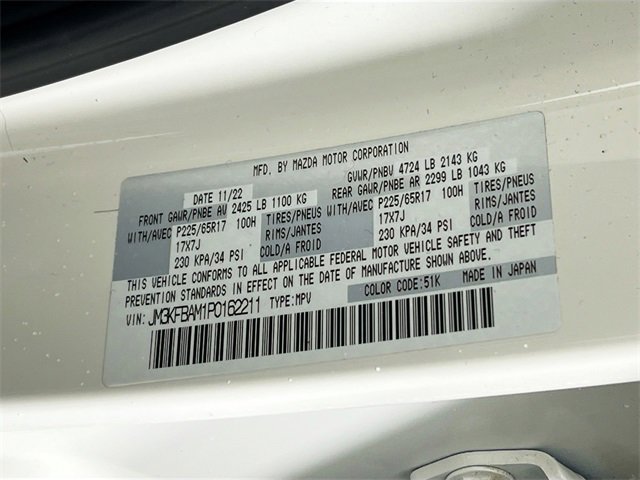 MFD. BY MAZDA MOTOR CORPORATION
DATE 11/22 GVWR/PNBV 4724 LB 2143 KG
FRONT GAWR/PNBE AV 2425 LB 1100 KG REAR GAWR/PNBE AR 2299 LB 1043 KG
WITH/AVEC P225/65R17 100H TIRES/PNEUS WITH/AVEC P225/65R17 100H TIRES/PNEUS
17X7J RIMS/JANTES 17X7J RIMS/JANTES
230 KPA/34 PSI COLD/A FROID 230 KPA/34 PSI COLD/A FROID
THIS VEHICLE CONFORMS TO ALL APPLICABLE FEDERAL MOTOR VEHICLE SAFETY AND THEFT
PREVENTION STANDARDS IN EFFECT ON THE DATE OF MANUFACTURE SHOWN ABOVE.
VIN: JM3KFBAM1P0162211 TYPE:MPV COLOR CODE:51K MADE IN JAPAN